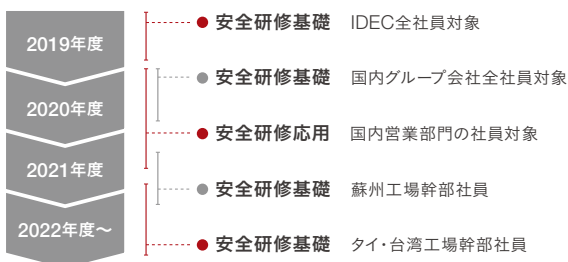 2019年度
2020年度
2021年度
2022年度～
安全研修基礎 IDEC全社員対象
安全研修基礎 国内グループ会社全社員対象
安全研修応用 国内営業部門の社員対象
安全研修基礎 蘇州工場幹部社員
安全研修基礎 タイ・台湾工場幹部社員